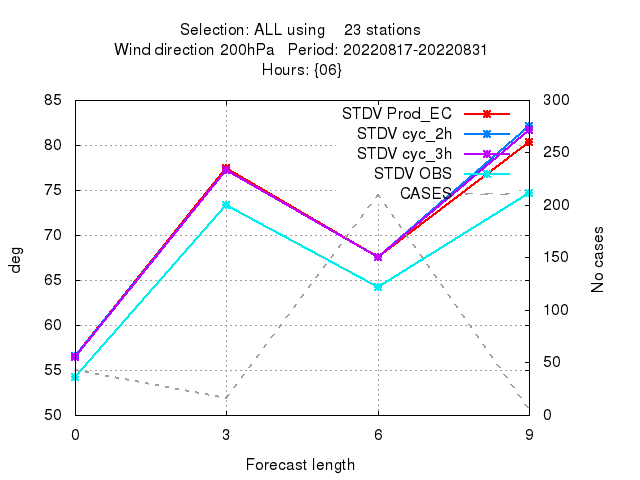 Selection: ALL using    23 stations
Wind direction 200hPa   Period: 20220817-20220831
Hours: {06}
85
80
75
70
65
60
55
50
300
250
200
150
100
50
0
STDV Prod_EC
STDV cyc_2h
STDV cyc_3h
STDV OBS
CASES
deg
No cases
0 3 6 9
Forecast length